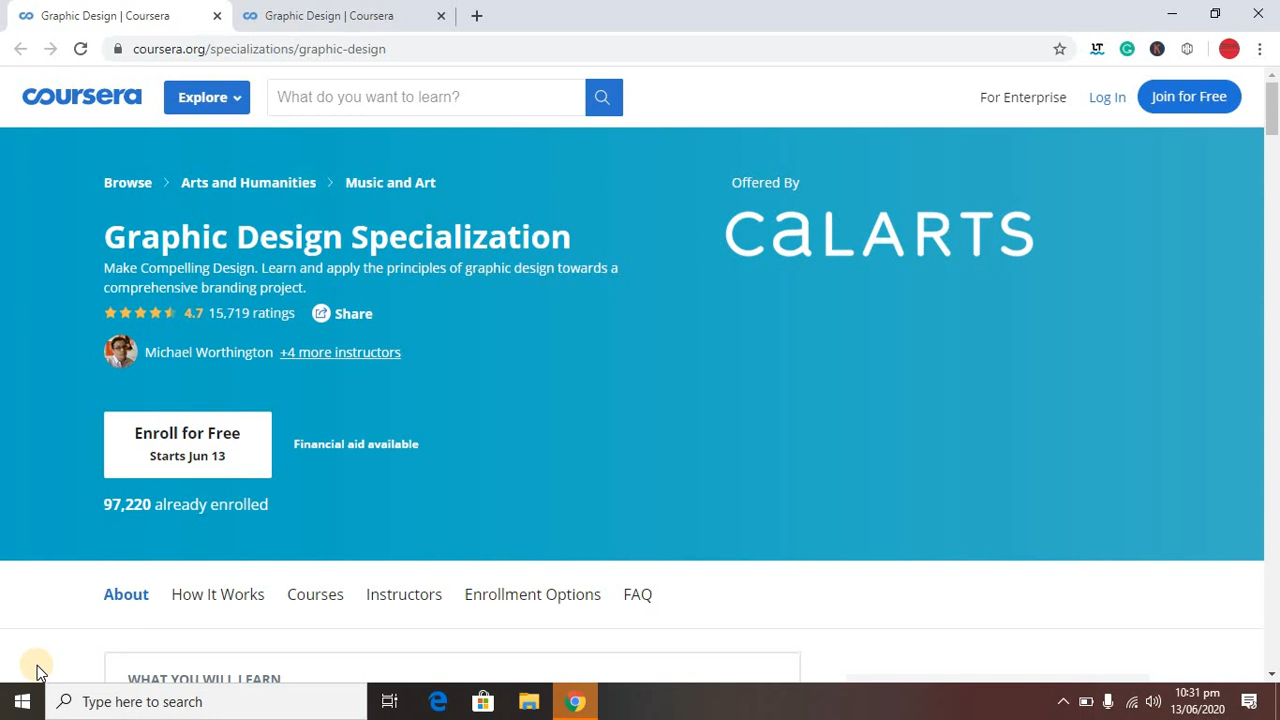 Graphic Design | Coursera
Graphic Design | Coursera
coursera.org/specializations/graphic-design
LT
G
K
coursera
Explore
What do you want to learn?
For Enterprise
Log In
Join for Free
Browse
Arts and Humanities
Music and Art
Offered By
CALARTS
Graphic Design Specialization
Make Compelling Design. Learn and apply the principles of graphic design towards a
comprehensive branding project.
4.7 15,719 ratings
Share
Michael Worthington +4 more instructors
Enroll for Free
Starts Jun 13
Financial aid available
97,220 already enrolled
About
How It Works
Courses
Instructors
Enrollment Options
FAQ
WHAT YOU WILL LEARN
Type here to search
10:31 pm
13/06/2020